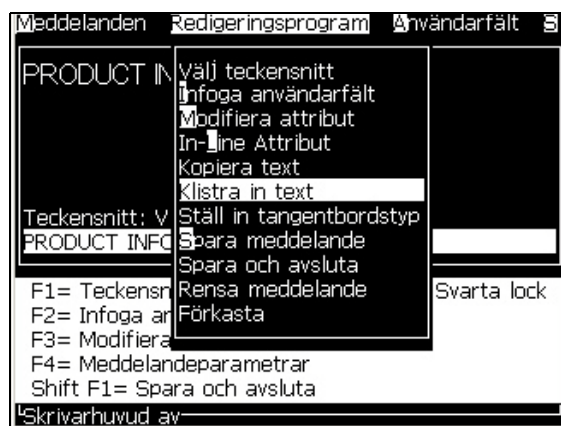 Meddelanden Redigeringsprogram Användarfält S
PRODUCT IN
Välj teckensnitt
Infoga användarfält
Modifiera attribut
In-Line Attribut
Kopiera text
Klistra in text
Ställ in tangentbordstyp
Spara meddelande
Spara och avsluta
Rensa meddelande
Förkasta
Teckensnitt: V
PRODUCT INFO
F1= Teckensn Svarta lock
F2= Infoga an
F3= Modifiera
F4= Meddelandeparametrar
Shift F1= Spara och avsluta
Skrivarhuvud av